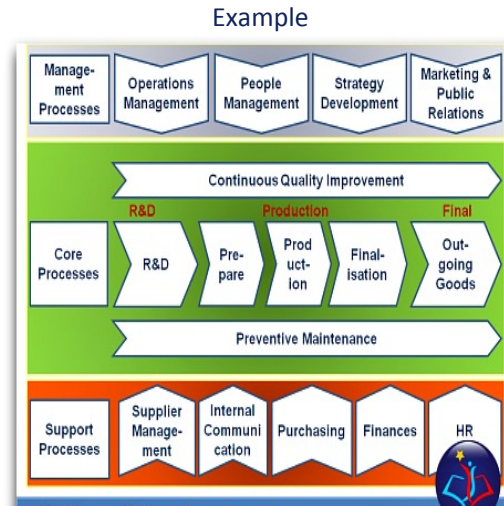 Example
Manage-
ment
Processes
Operations
Management
People
Management
Strategy
Development
Marketing &
Public
Relations
Continuous Quality Improvement
R&D
Production
Final
Core
Processes
R&D
Pre-
pare
Prod
uct-
ion
Final-
isation
Out-
going
Goods
Preventive Maintenance
Support
Processes
Supplier
Manage-
ment
Internal
Communi
cation
Purchasing
Finances
HR